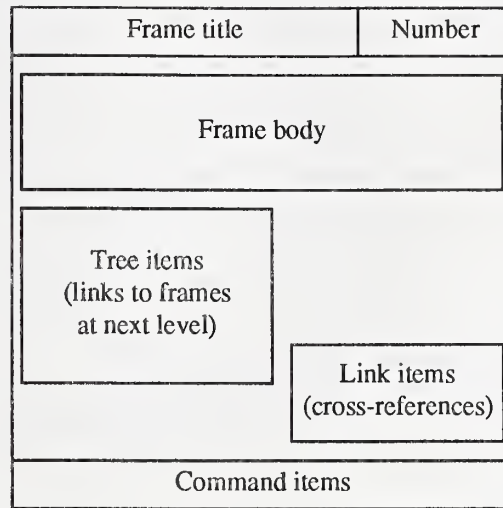 Frame title
Number
Frame body
Tree items
(links to frames
at next level)
Link items
(cross-references)
Command items